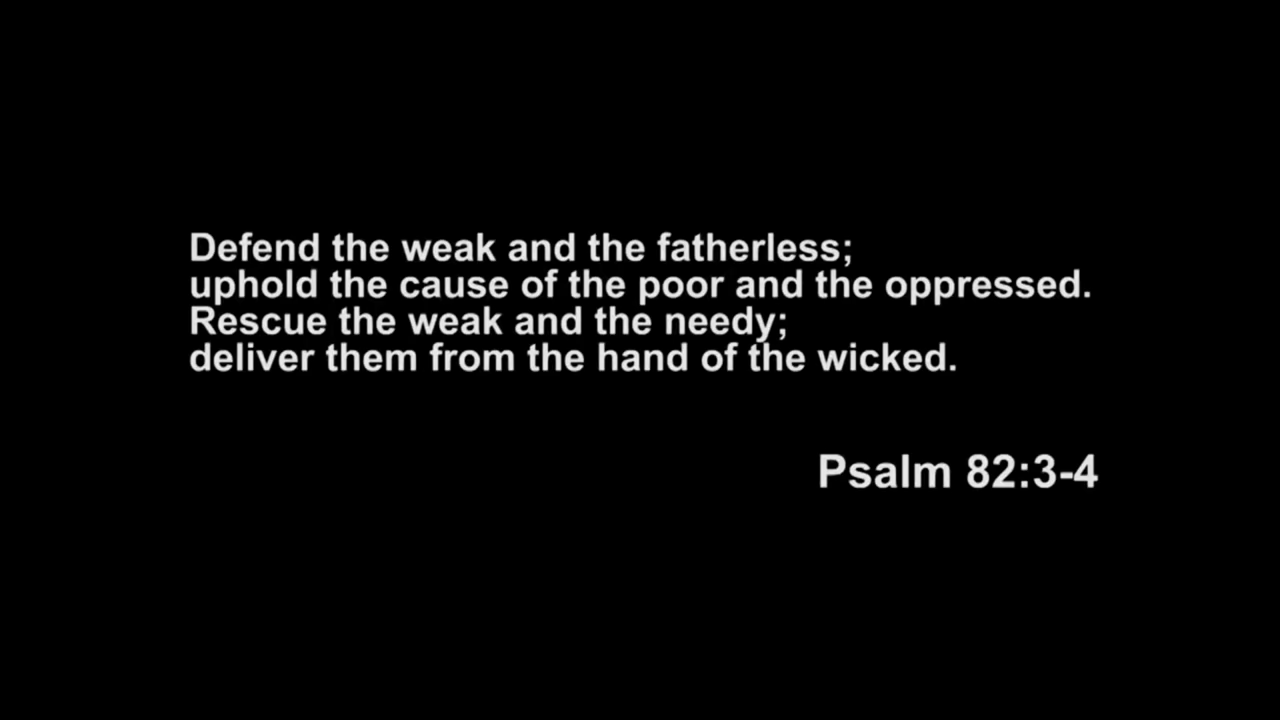 Defend the weak and the fatherless;
uphold the cause of the poor and the oppressed.
Rescue the weak and the needy;
deliver them from the hand of the wicked.
Psalm 82:3-4